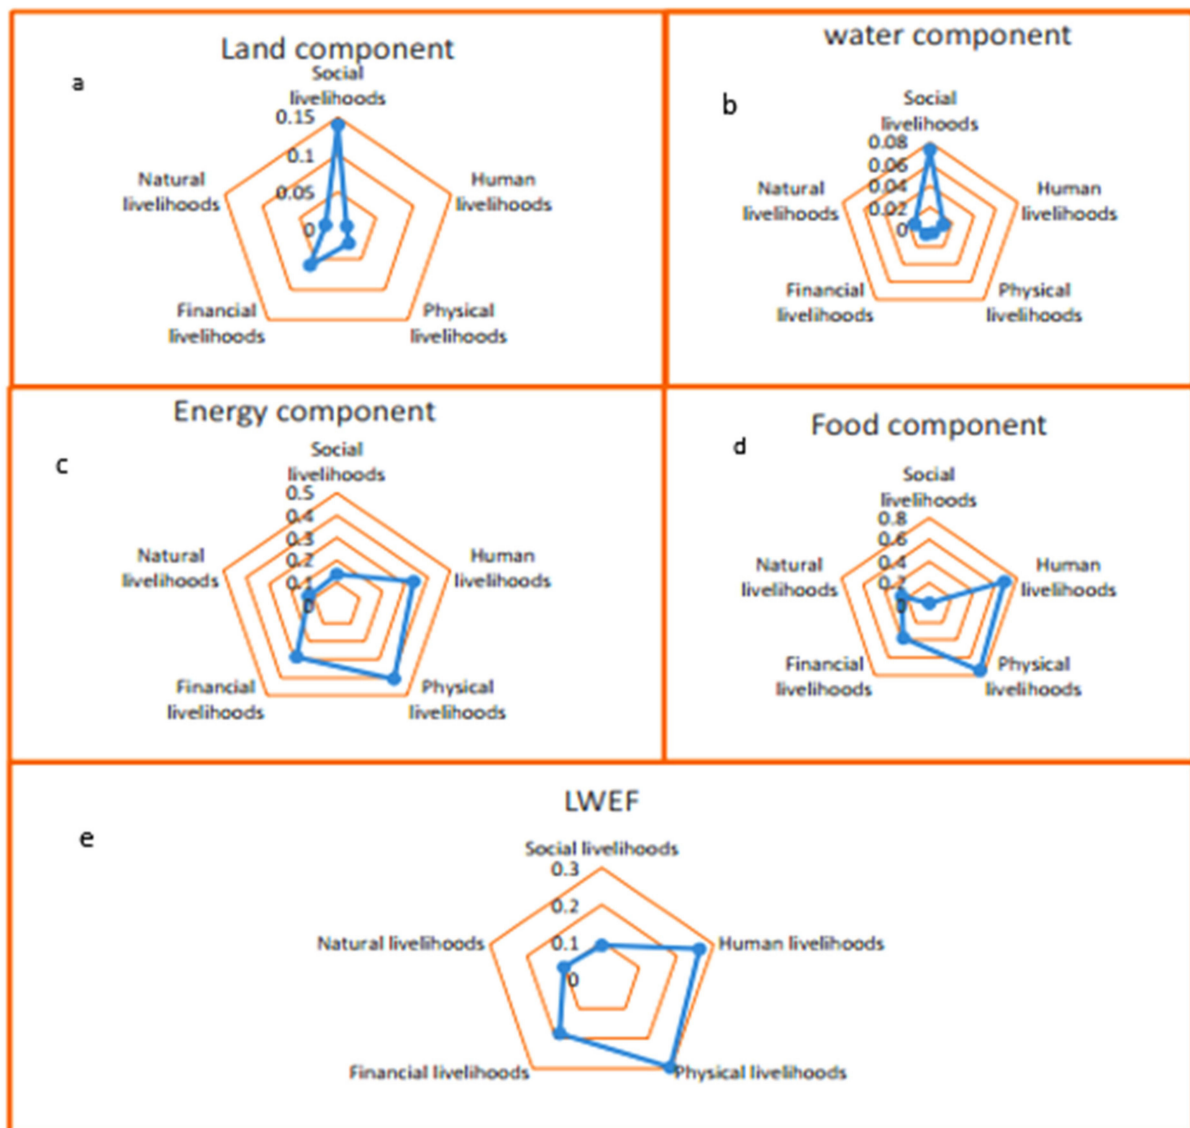 Land component
a
Social
livelihoods
0.15
0.1
0.05
0
Natural
livelihoods
Human
livelihoods
Financial
livelihoods
Physical
livelihoods
water component
b
Social
livelihoods
0.08
0.06
0.04
0.02
0
Natural
livelihoods
Human
livelihoods
Financial
livelihoods
Physical
livelihoods
Energy component
c
Social
livelihoods
0.5
0.4
0.3
0.2
0.1
0
Natural
livelihoods
Human
livelihoods
Financial
livelihoods
Physical
livelihoods
Food component
d
Social
livelihoods
0.8
0.6
0.4
0.2
0
Natural
livelihoods
Human
livelihoods
Financial
livelihoods
Physical
livelihoods
LWEF
e
Social livelihoods
0.3
0.2
0.1
0
Natural livelihoods
Human livelihoods
Financial livelihoods
Physical livelihoods